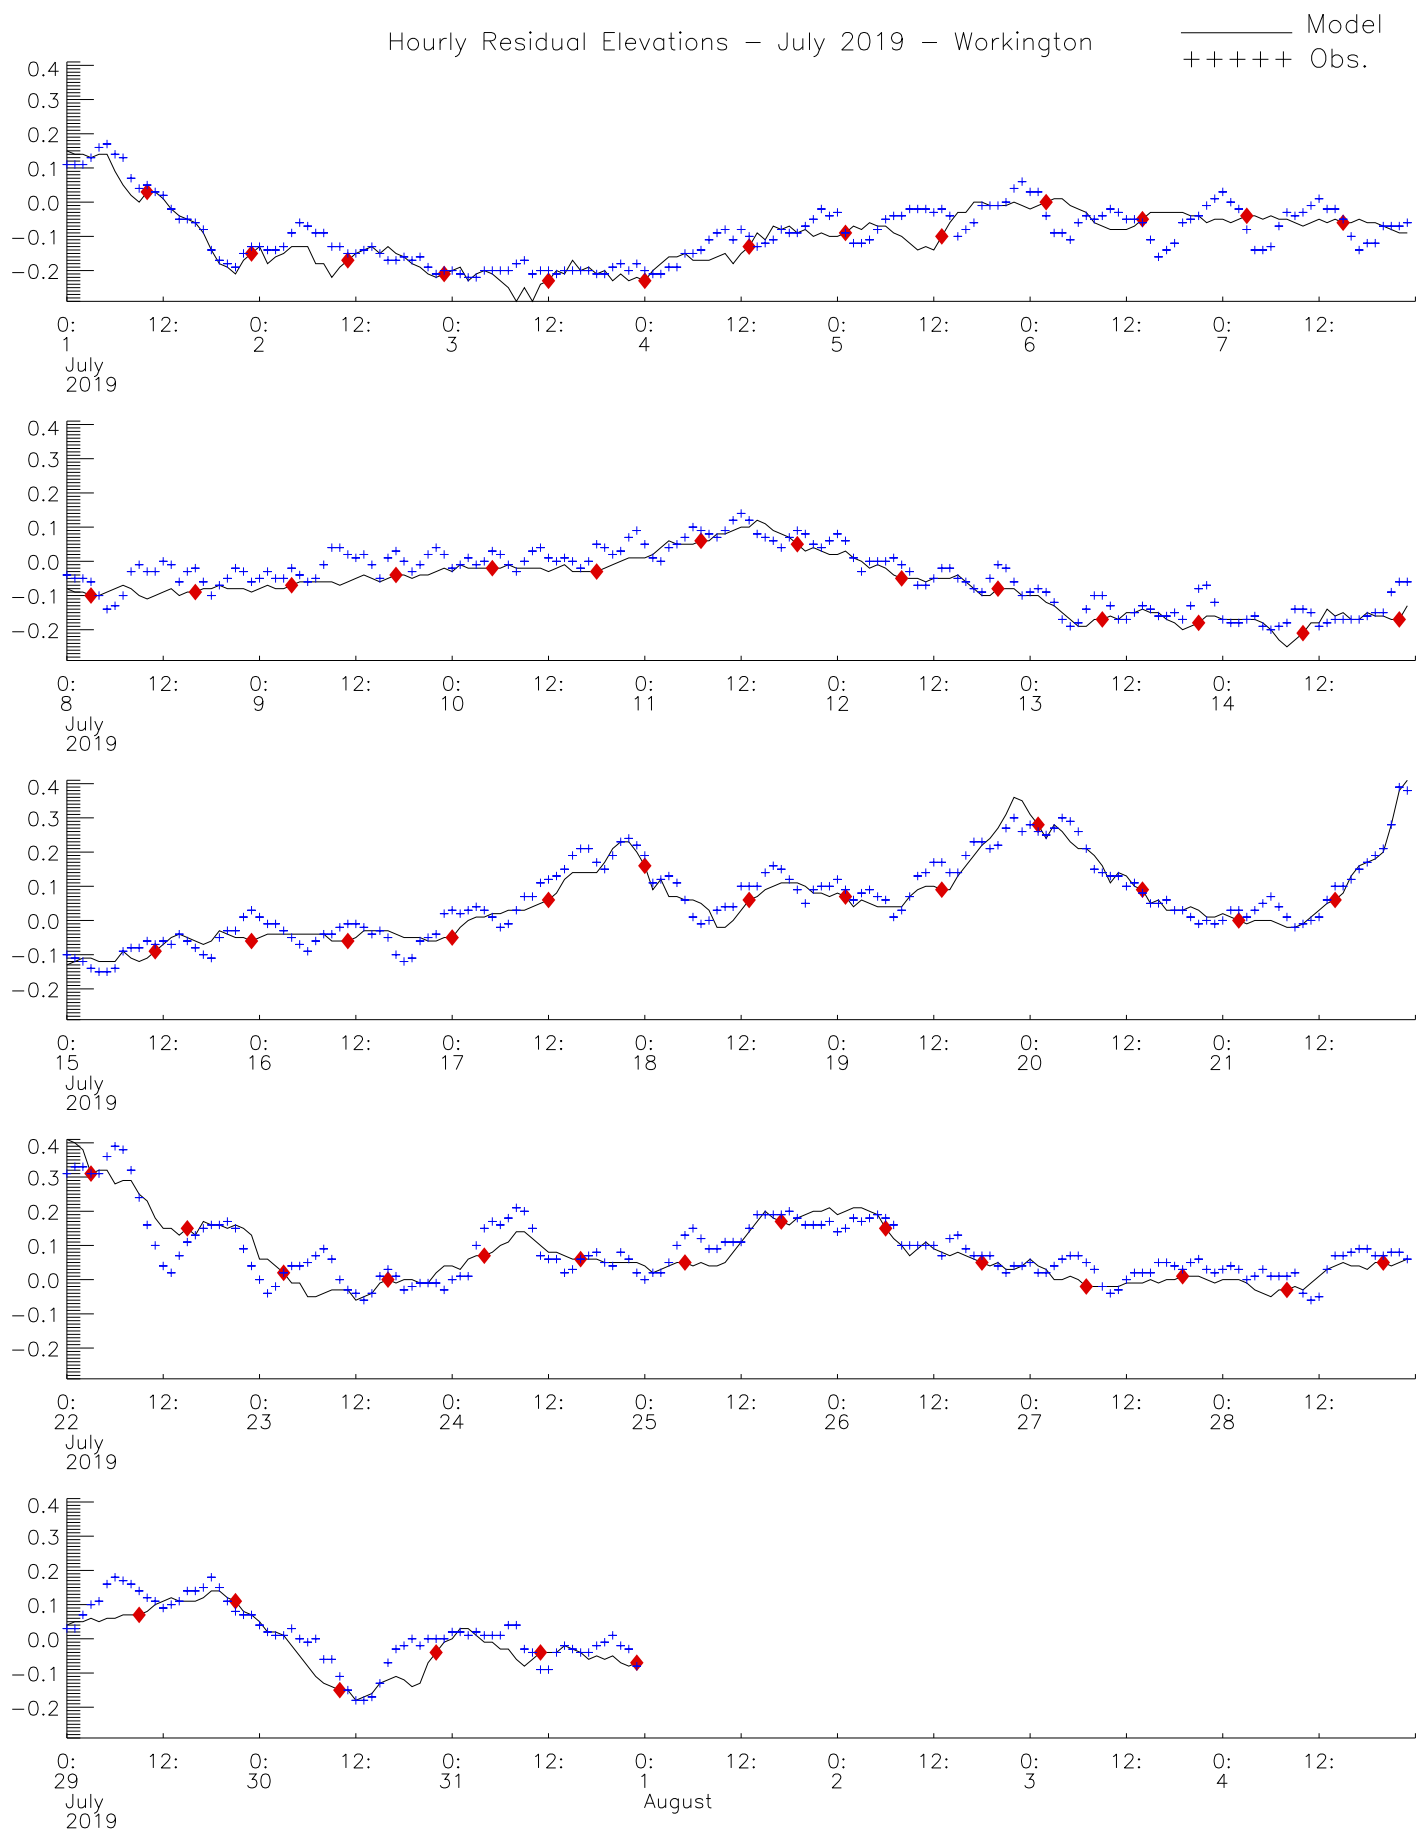 Hourly Residual Elevations – July 2019 – Workington
Model
+++++ Obs.
0.4
0.3
0.2
0.1
0.0
−0.1
−0.2
0: 12: 0: 12: 0: 12: 0: 12: 0: 12: 0: 12: 0: 12:
1 2 3 4 5 6 7
July
2019
0.4
0.3
0.2
0.1
0.0
−0.1
−0.2
0: 12: 0: 12: 0: 12: 0: 12: 0: 12: 0: 12: 0: 12:
8 9 10 11 12 13 14
July
2019
0.4
0.3
0.2
0.1
0.0
−0.1
−0.2
0: 12: 0: 12: 0: 12: 0: 12: 0: 12: 0: 12: 0: 12:
15 16 17 18 19 20 21
July
2019
0.4
0.3
0.2
0.1
0.0
−0.1
−0.2
0: 12: 0: 12: 0: 12: 0: 12: 0: 12: 0: 12: 0: 12:
22 23 24 25 26 27 28
July
2019
0.4
0.3
0.2
0.1
0.0
−0.1
−0.2
0: 12: 0: 12: 0: 12: 0: 12: 0: 12: 0: 12: 0: 12:
29 30 31 1 2 3 4
July August
2019